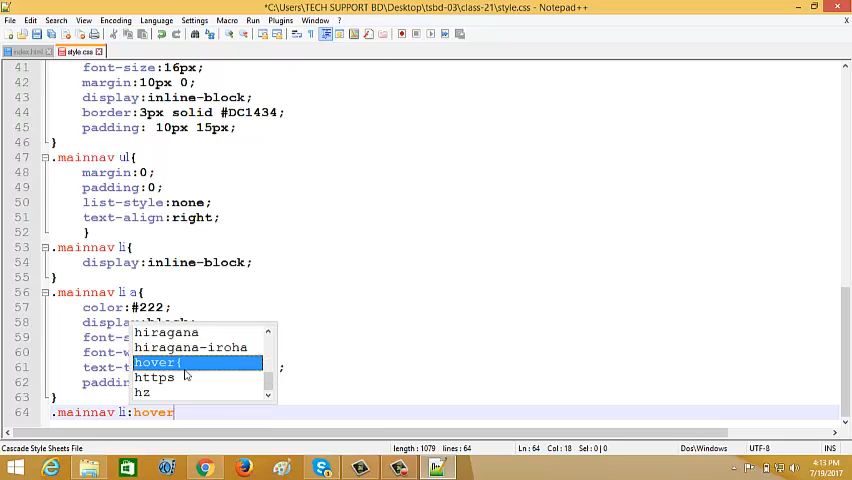 *C:\Users\TECH SUPPORT BD\Desktop\tsbd-03\class-21\style.css - Notepad++
File Edit Search View Encoding Language Settings Macro Run Plugins Window ?
index.html style.css
41 font-size:16px;
42 margin:10px 0;
43 display:inline-block;
44 border:3px solid #DC1434;
45 padding: 10px 15px;
46 }
47 .mainnav ul{
48 margin:0;
49 padding:0;
50 list-style:none;
51 text-align:right;
52 }
53 .mainnav li{
54 display:inline-block;
55 }
56 .mainnav li a{
57 color:#222;
58 displ
hiragana
59 font-s
hiragana-iroha
60 font-w
hover{
61 text-t ;
https
62 paddin
hz
63 }
64 .mainnav li:hover
Cascade Style Sheets File length : 1079 lines : 64 Ln : 64 Col : 18 Sel : 0 | 0 Dos\Windows UTF-8 INS
4:13 PM
7/19/2017